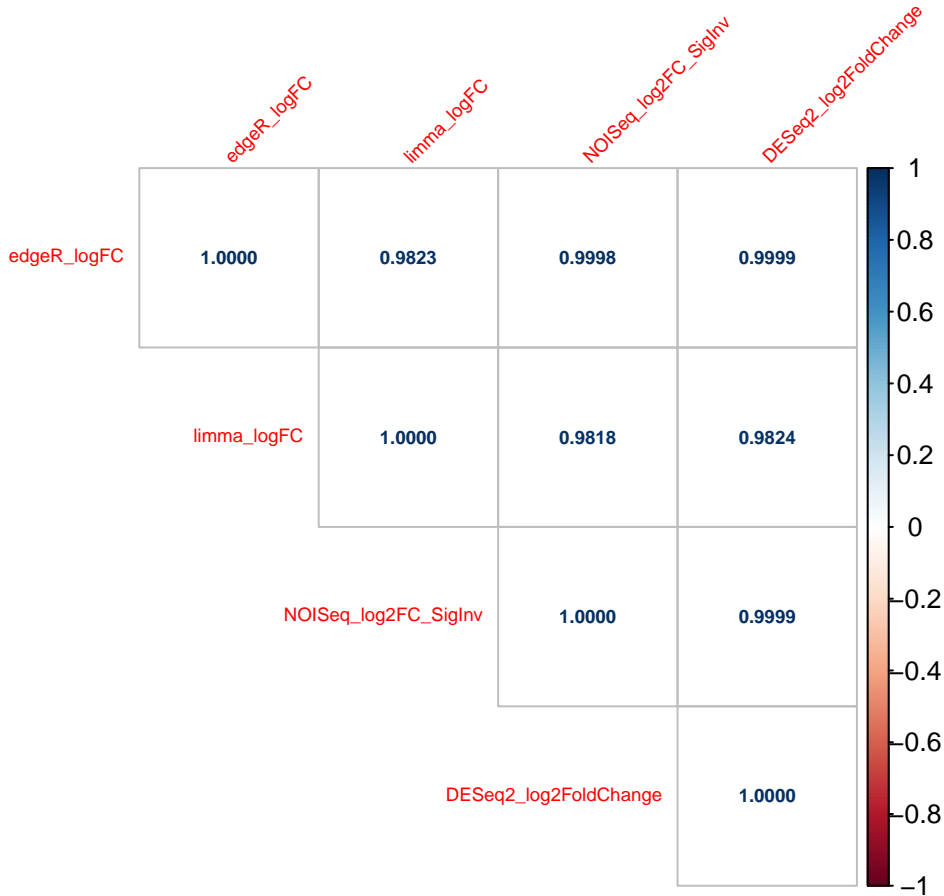 edgeR_logFC
limma_logFC
NOISeq_log2FC_SigInv
DESeq2_log2FoldChange
edgeR_logFC 1.0000 0.9823 0.9998 0.9999
limma_logFC 1.0000 0.9818 0.9824
NOISeq_log2FC_SigInv 1.0000 0.9999
DESeq2_log2FoldChange 1.0000
1
0.8
0.6
0.4
0.2
0
−0.2
−0.4
−0.6
−0.8
−1